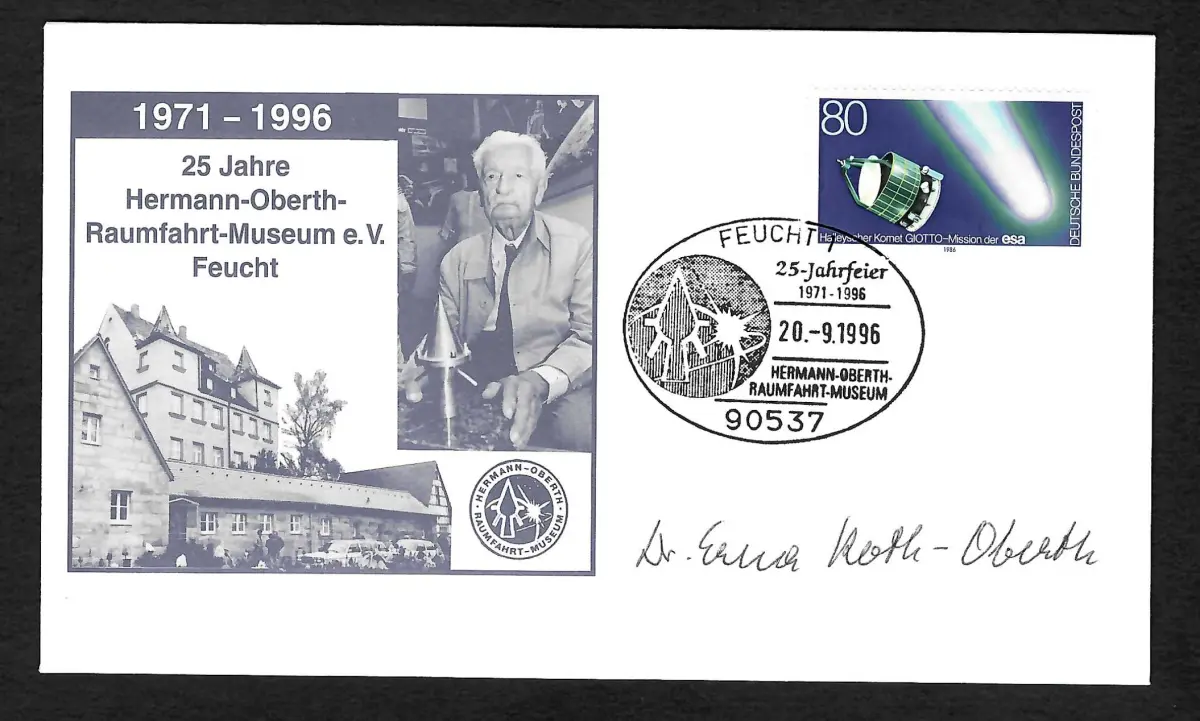 1971 – 1996
25 Jahre
Hermann-Oberth-
Raumfahrt-Museum e.V.
Feucht
HERMANN-OBERTH-
RAUMFAHRT-MUSEUM
80
DEUTSCHE BUNDESPOST
Halleyscher Komet GIOTTO-Mission der esa
1986
FEUCHT 1
25-Jahrfeier
1971-1996
20.-9.1996
HERMANN-OBERTH-
RAUMFAHRT-MUSEUM
90537
Dr. Erna Roth-Oberth